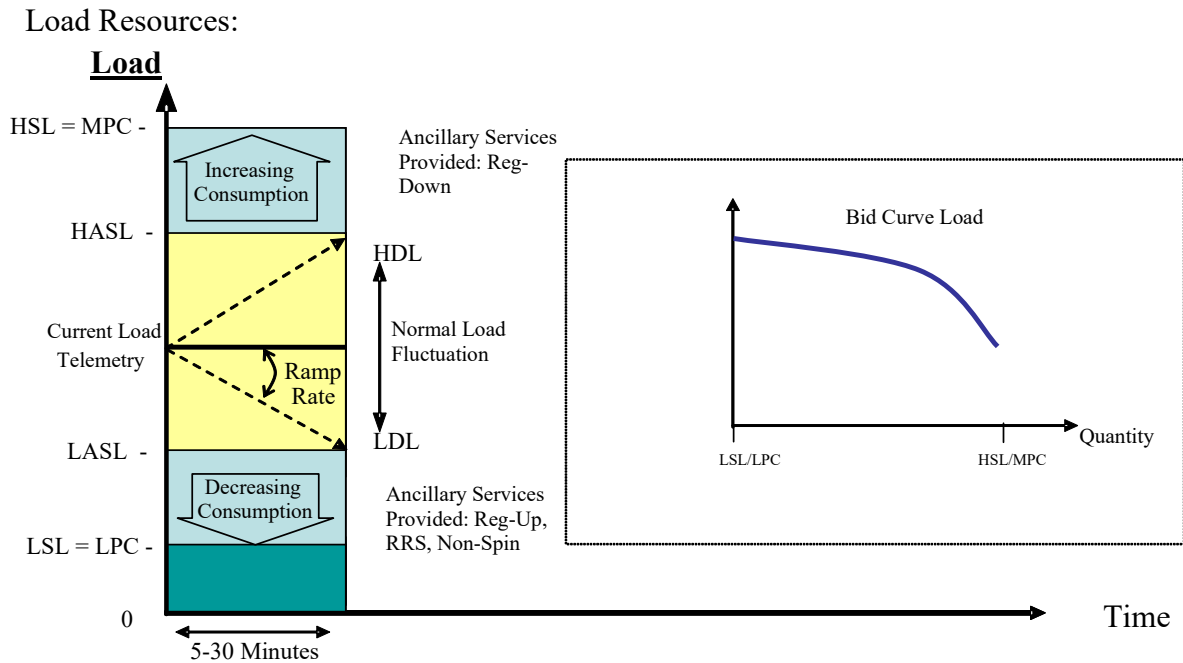 Load Resources:
Load
HSL = MPC -
Increasing
Consumption
Ancillary Services
Provided: Reg-
Down
HASL -
HDL
Current Load
Telemetry
Normal Load
Fluctuation
Ramp
Rate
LDL
LASL -
Decreasing
Consumption
Ancillary Services
Provided: Reg-Up,
RRS, Non-Spin
LSL = LPC -
0
Time
5-30 Minutes
Bid Curve Load
Quantity
LSL/LPC
HSL/MPC